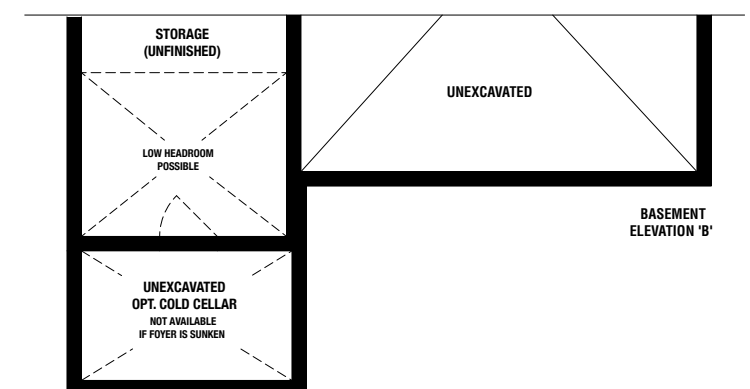 STORAGE
(UNFINISHED)
UNEXCAVATED
LOW HEADROOM
POSSIBLE
BASEMENT
ELEVATION 'B'
UNEXCAVATED
OPT. COLD CELLAR
NOT AVAILABLE
IF FOYER IS SUNKEN